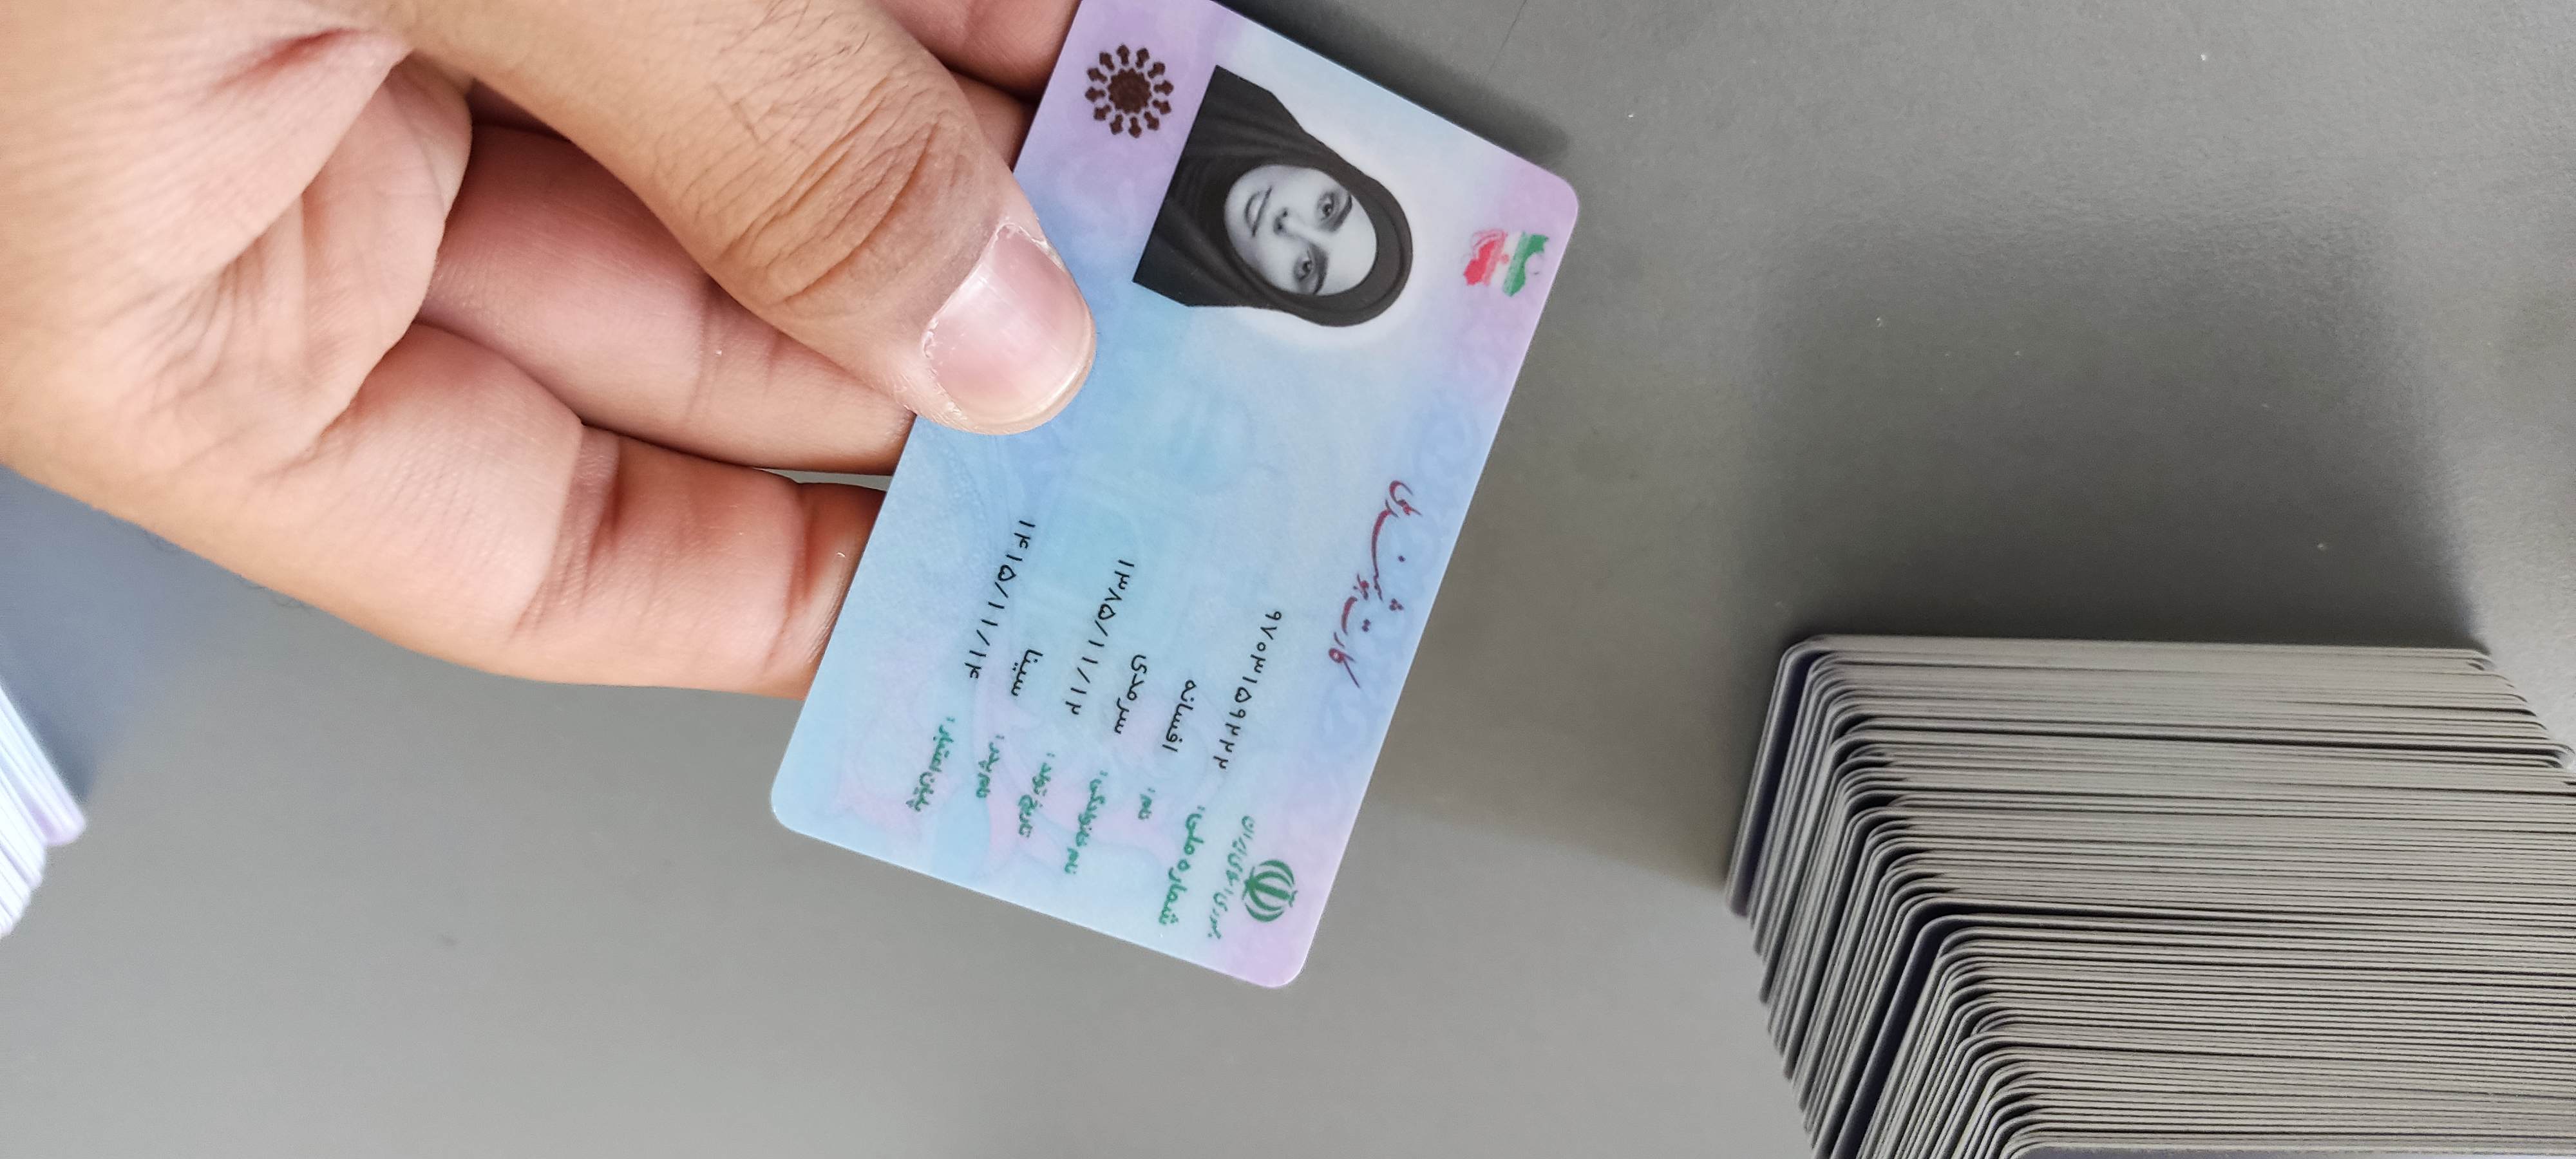 جمهوری اسلامی ایران
کارت هوشمند ملی
شماره ملی: ۹۷۰۳۱۵۹۲۲۲
نام: افسانه
نام خانوادگی: سرمدی
تاریخ تولد: ۱۳۸۵/۱۱/۱۲
نام پدر: سینا
پایان اعتبار: ۱۴۱۵/۱۱/۱۴